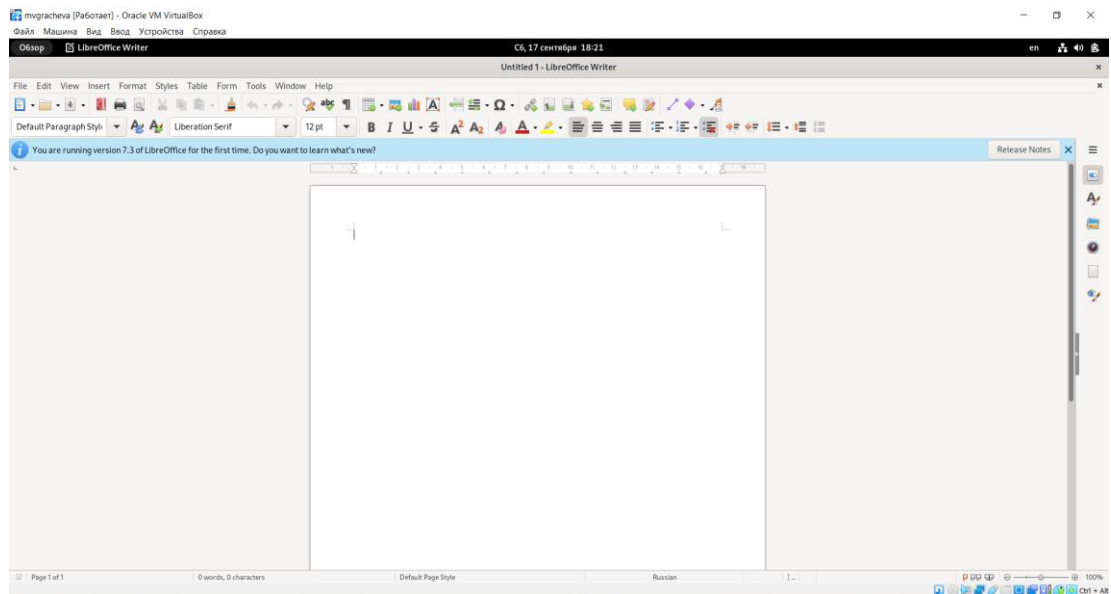 mvgracheva [Работает] - Oracle VM VirtualBox
Файл Машина Вид Ввод Устройства Справка
Обзор LibreOffice Writer Сб, 17 сентября 18:21 en
Untitled 1 - LibreOffice Writer
File Edit View Insert Format Styles Table Form Tools Window Help
Default Paragraph Styl Liberation Serif 12 pt
You are running version 7.3 of LibreOffice for the first time. Do you want to learn what's new? Release Notes
Page 1 of 1 0 words, 0 characters Default Page Style Russian 100%
Ctrl + Alt